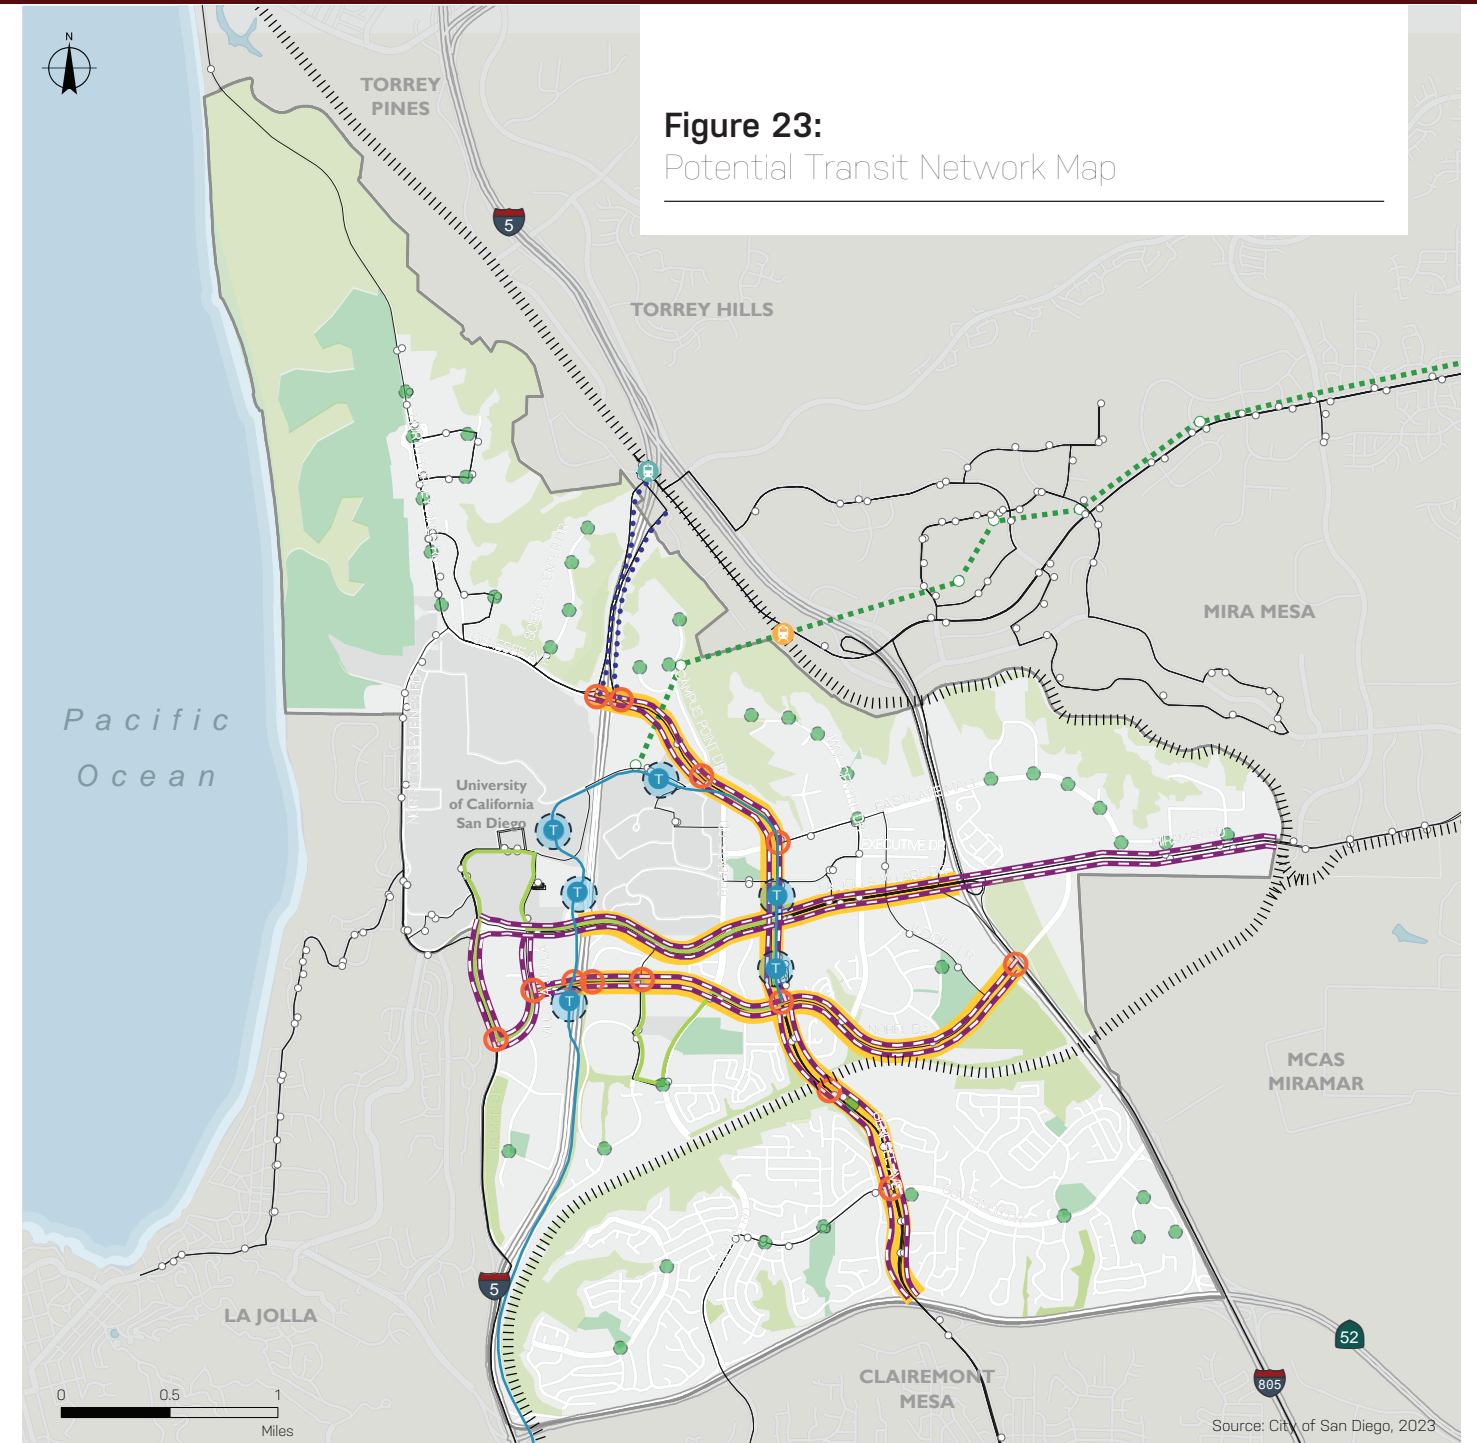 N
TORREY
PINES
Figure 23:
Potential Transit Network Map
5
TORREY HILLS
MIRA MESA
Pacific
Ocean
University
of California
San Diego
T
T
T
EXECUTIVE DR
T
T
T
MCAS
MIRAMAR
5
LA JOLLA
52
CLAIREMONT
MESA
805
0 0.5 1
Miles
Source: City of San Diego, 2023